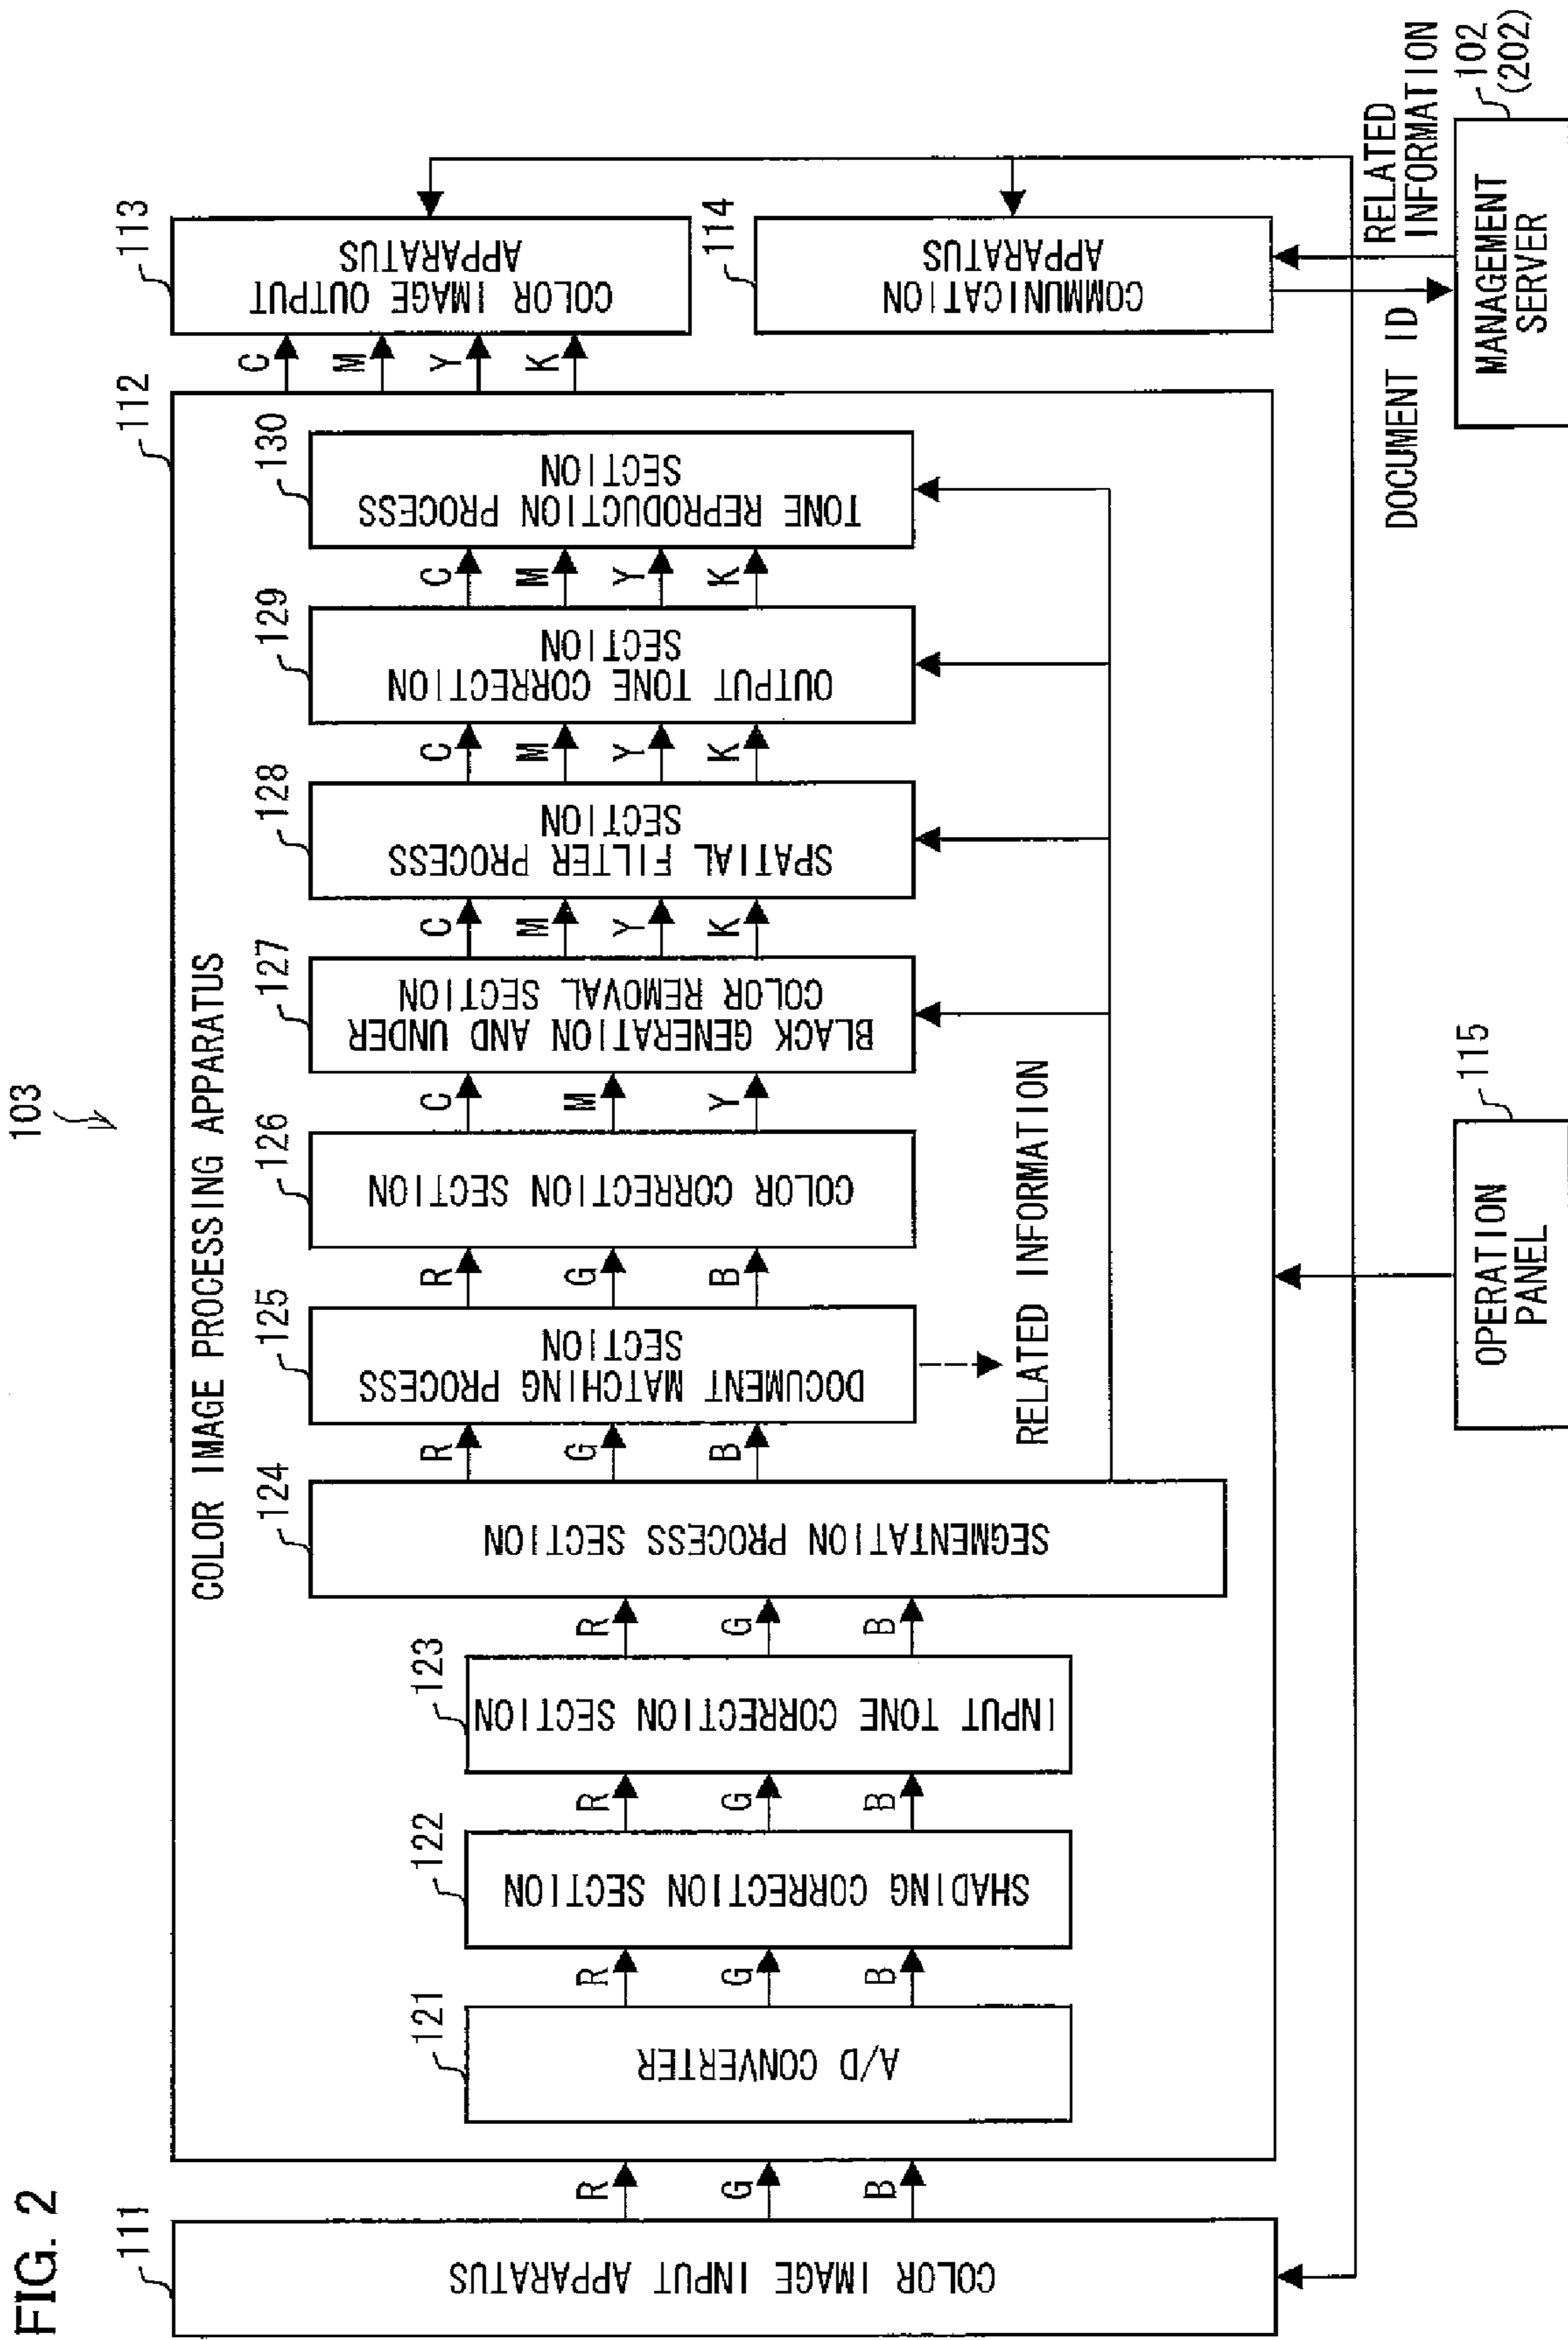 FIG. 2
103
COLOR IMAGE PROCESSING APPARATUS
112
111
COLOR IMAGE INPUT APPARATUS
R
G
B
121
A/D CONVERTER
R
G
B
122
SHADING CORRECTION SECTION
R
G
B
123
INPUT TONE CORRECTION SECTION
R
G
B
124
SEGMENTATION PROCESS SECTION
R
G
B
125
DOCUMENT MATCHING PROCESS
SECTION
RELATED INFORMATION
R
G
B
126
COLOR CORRECTION SECTION
C
M
Y
127
BLACK GENERATION AND UNDER
COLOR REMOVAL SECTION
C
M
Y
K
128
SPATIAL FILTER PROCESS
SECTION
C
M
Y
K
129
OUTPUT TONE CORRECTION
SECTION
C
M
Y
K
130
TONE REPRODUCTION PROCESS
SECTION
C
M
Y
K
113
COLOR IMAGE OUTPUT
APPARATUS
114
COMMUNICATION
APPARATUS
115
OPERATION
PANEL
DOCUMENT ID
RELATED
INFORMATION
102
(202)
MANAGEMENT
SERVER